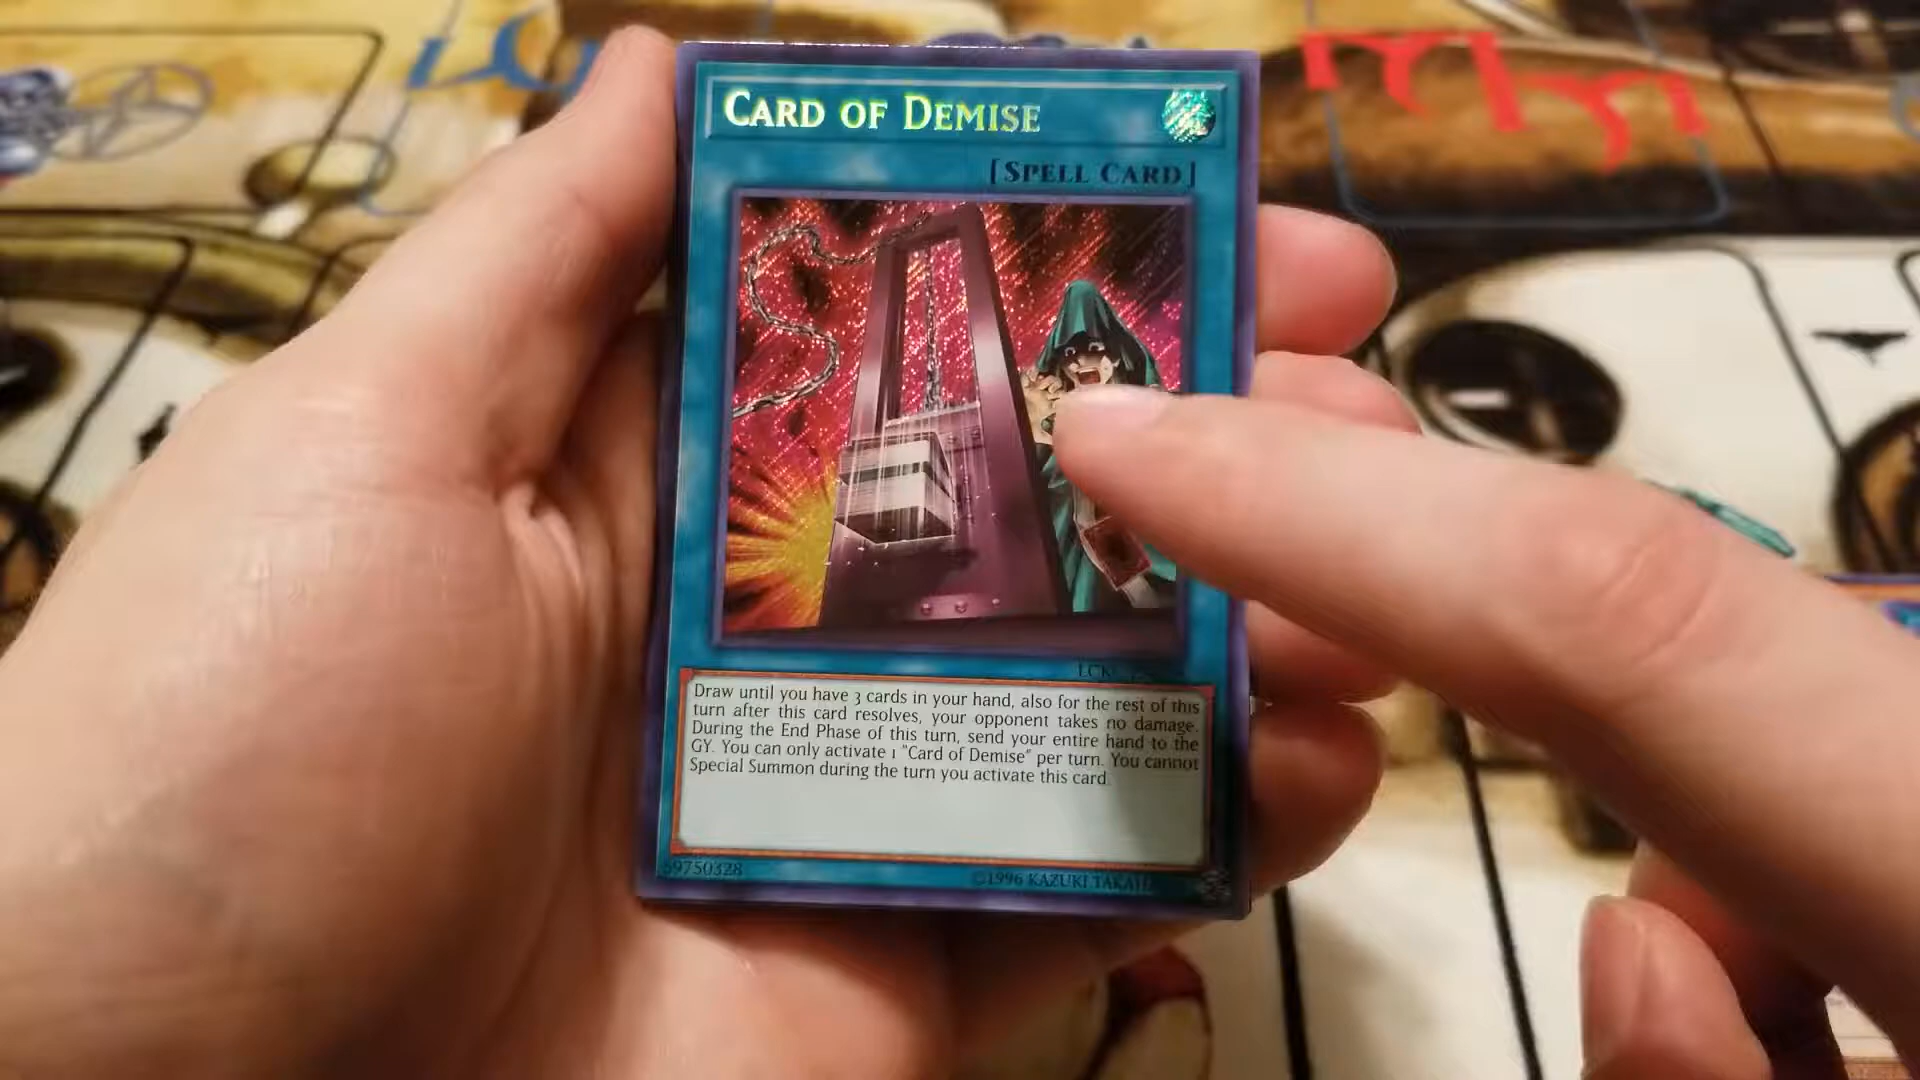 CARD OF DEMISE
[SPELL CARD]
Draw until you have 3 cards in your hand, also for the rest of this
turn after this card resolves, your opponent takes no damage.
During the End Phase of this turn, send your entire hand to the
GY. You can only activate 1 "Card of Demise" per turn. You cannot
Special Summon during the turn you activate this card.
59750328
©1996 KAZUKI